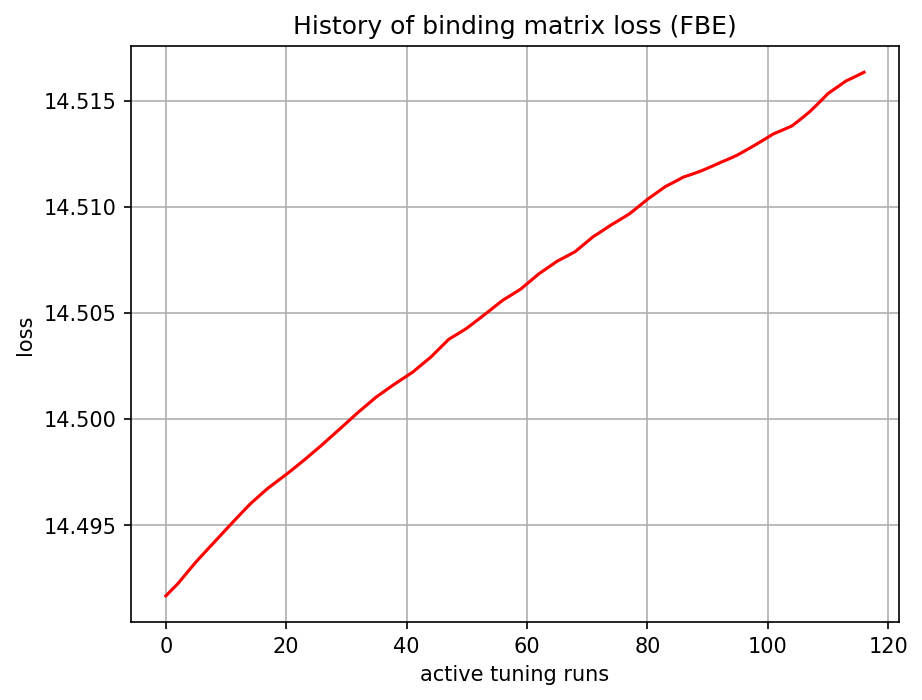 History of binding matrix loss (FBE)
14.515
14.510
14.505
14.500
14.495
loss
0 20 40 60 80 100 120
active tuning runs